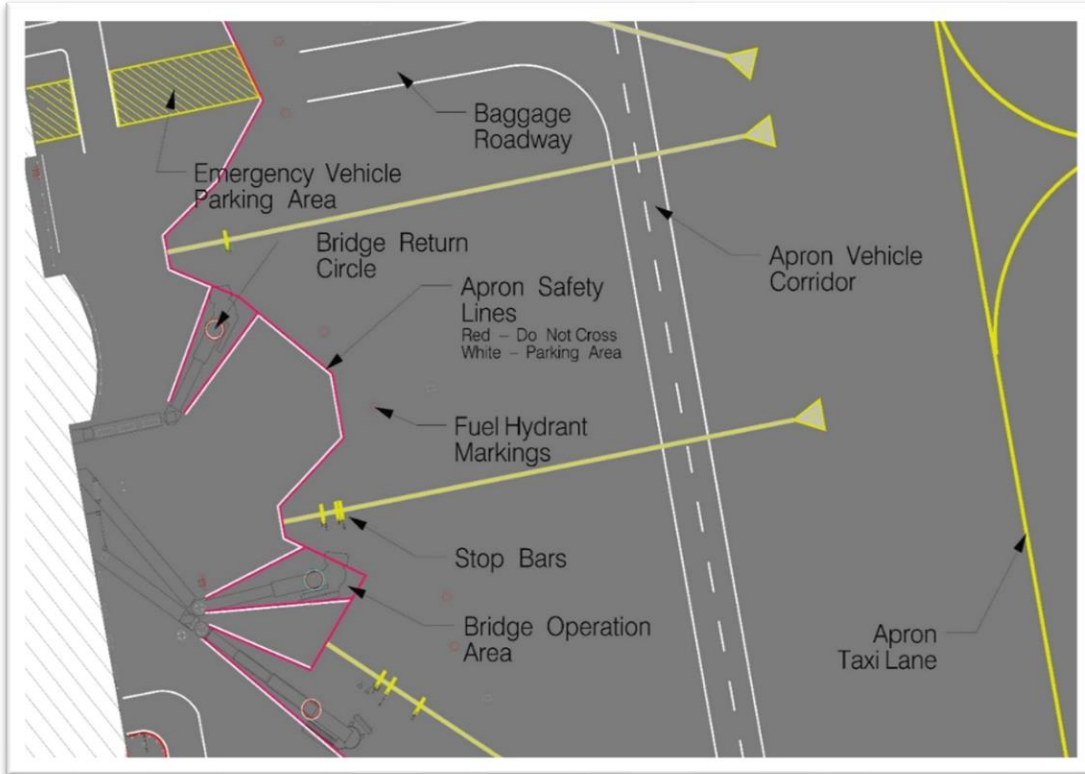 Baggage
Roadway
Emergency Vehicle
Parking Area
Bridge Return
Circle
Apron Vehicle
Corridor
Apron Safety
Lines
Red - Do Not Cross
White - Parking Area
Fuel Hydrant
Markings
Stop Bars
Bridge Operation
Area
Apron
Taxi Lane